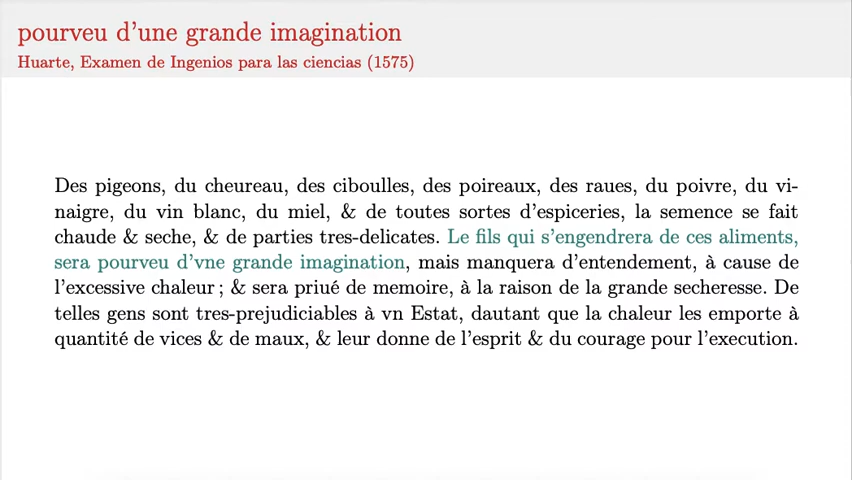 pourveu d'une grande imagination
Huarte, Examen de Ingenios para las ciencias (1575)
Des pigeons, du cheureau, des ciboulles, des poireaux, des raues, du poivre, du vi-
naigre, du vin blanc, du miel, & de toutes sortes d'espiceries, la semence se fait
chaude & seche, & de parties tres-delicates. Le fils qui s'engendrera de ces aliments,
sera pourveu d'vne grande imagination, mais manquera d'entendement, à cause de
l'excessive chaleur ; & sera priué de memoire, à la raison de la grande secheresse. De
telles gens sont tres-prejudiciables à vn Estat, dautant que la chaleur les emporte à
quantité de vices & de maux, & leur donne de l'esprit & du courage pour l'execution.